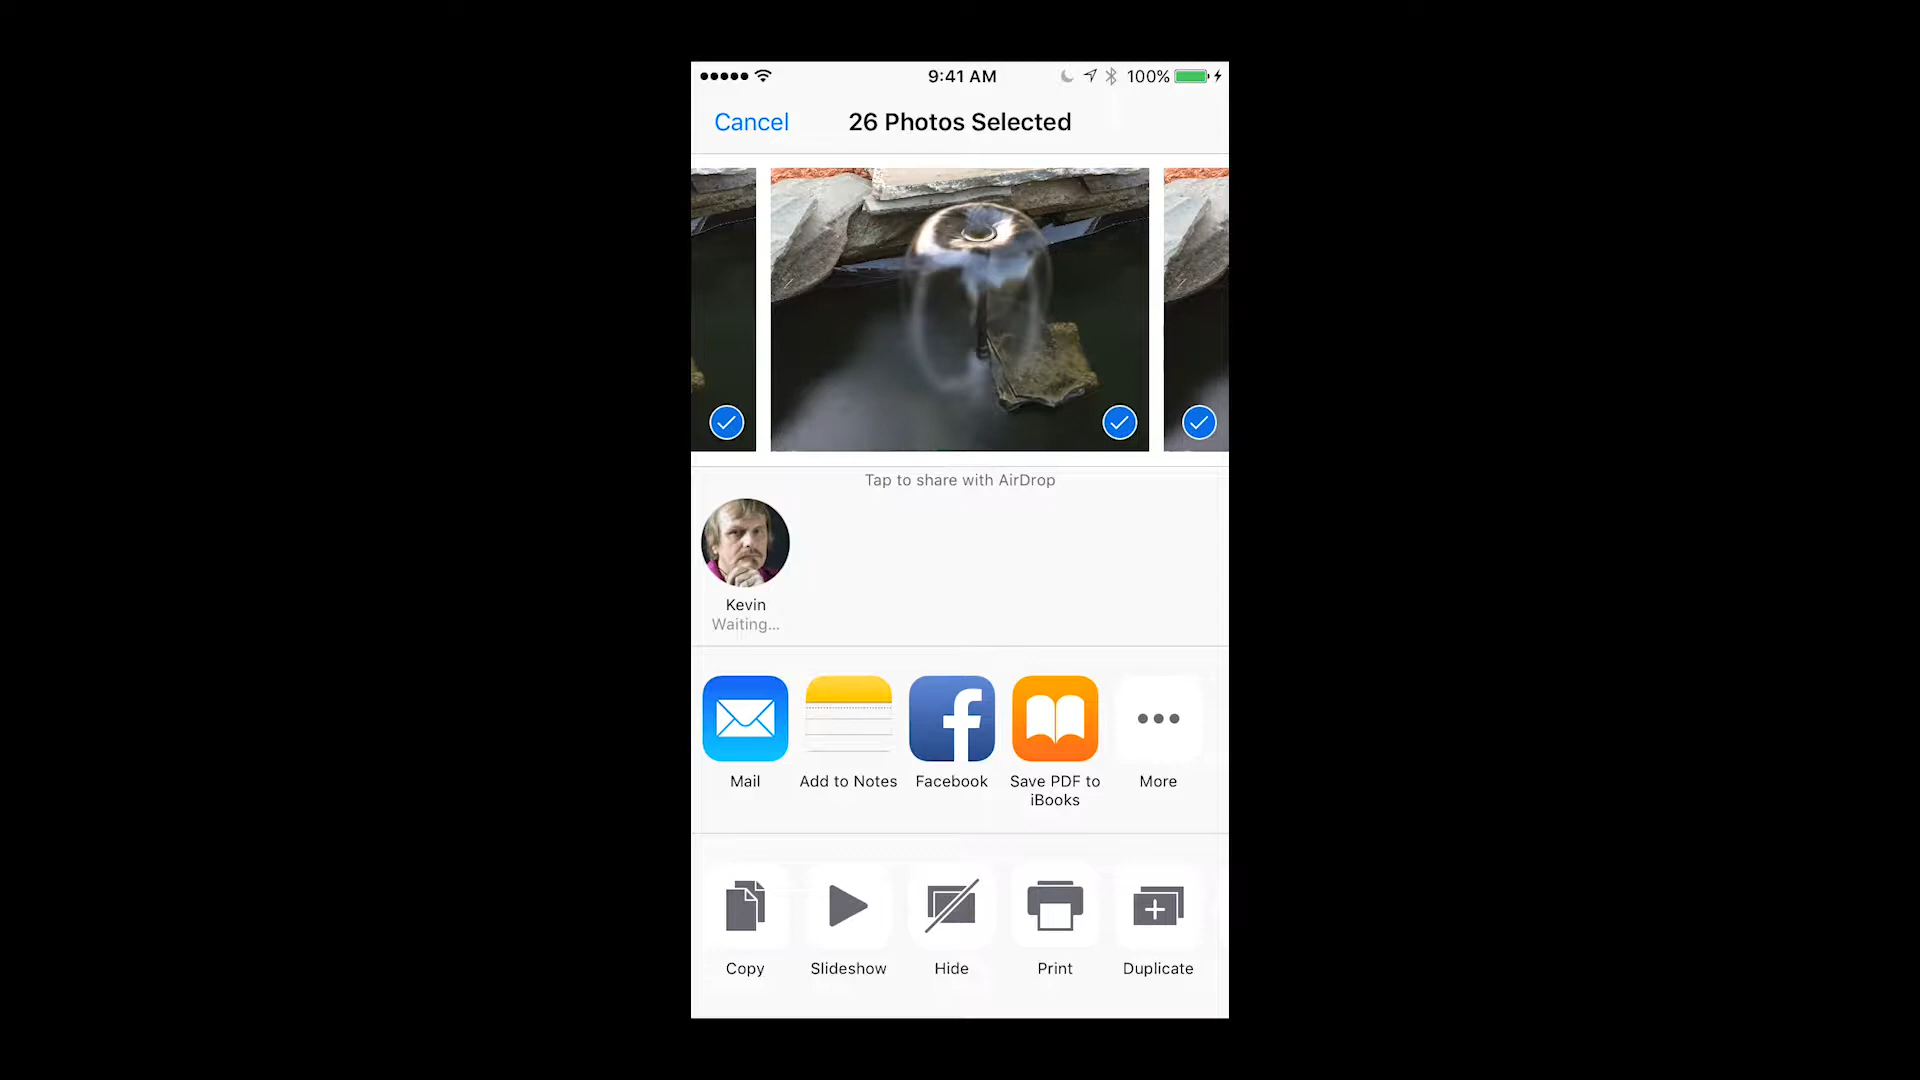 9:41 AM
100%
Cancel
26 Photos Selected
Tap to share with AirDrop
Kevin
Waiting...
Mail
Add to Notes
Facebook
Save PDF to
iBooks
More
Copy
Slideshow
Hide
Print
Duplicate